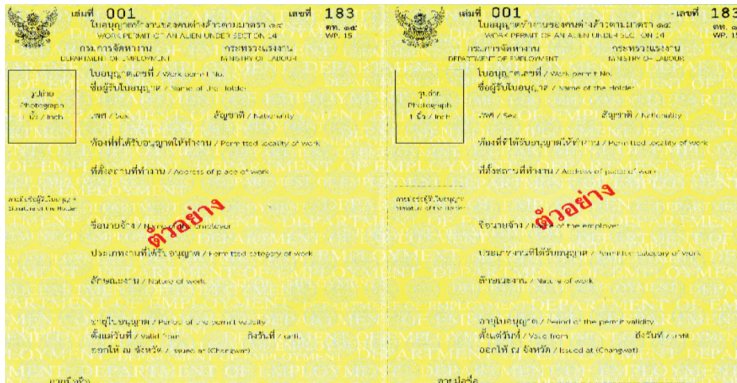 เล่มที่ 001 เลขที่ 183
ใบอนุญาตทำงานของคนต่างด้าวตามมาตรา ๑๔ ตท. ๑๕
WORK PERMIT OF AN ALIEN UNDER SECTION 14 WP. 15
กรมการจัดหางาน กระทรวงแรงงาน
DEPARTMENT OF EMPLOYMENT MINISTRY OF LABOUR
รูปถ่าย
Photograph
1 นิ้ว / Inch
ใบอนุญาตเลขที่ / Work permit No.
ชื่อผู้รับใบอนุญาต / Name of the Holder
เพศ / Sex สัญชาติ / Nationality
ท้องที่ที่ได้รับอนุญาตให้ทำงาน / Permitted locality of work
ที่ตั้งสถานที่ทำงาน / Address of place of work
ลายมือชื่อผู้รับใบอนุญาต
Signature of the Holder
ตัวอย่าง
ชื่อนายจ้าง / Name of the employer
ประเภทงานที่ได้รับอนุญาต / Permitted category of work
ลักษณะงาน / Nature of work
อายุใบอนุญาต / Period of the permit validity
ตั้งแต่วันที่ / Valid from ถึงวันที่ / until
ออกให้ ณ จังหวัด / Issued at (Changwat)
เล่มที่ 001 เลขที่ 183
ใบอนุญาตทำงานของคนต่างด้าวตามมาตรา ๑๔ ตท. ๑๕
WORK PERMIT OF AN ALIEN UNDER SECTION 14 WP. 15
กรมการจัดหางาน กระทรวงแรงงาน
DEPARTMENT OF EMPLOYMENT MINISTRY OF LABOUR
รูปถ่าย
Photograph
1 นิ้ว / Inch
ใบอนุญาตเลขที่ / Work permit No.
ชื่อผู้รับใบอนุญาต / Name of the Holder
เพศ / Sex สัญชาติ / Nationality
ท้องที่ที่ได้รับอนุญาตให้ทำงาน / Permitted locality of work
ที่ตั้งสถานที่ทำงาน / Address of place of work
ลายมือชื่อผู้รับใบอนุญาต
Signature of the Holder
ตัวอย่าง
ชื่อนายจ้าง / Name of the employer
ประเภทงานที่ได้รับอนุญาต / Permitted category of work
ลักษณะงาน / Nature of work
อายุใบอนุญาต / Period of the permit validity
ตั้งแต่วันที่ / Valid from ถึงวันที่ / until
ออกให้ ณ จังหวัด / Issued at (Changwat)
ลายมือชื่อ